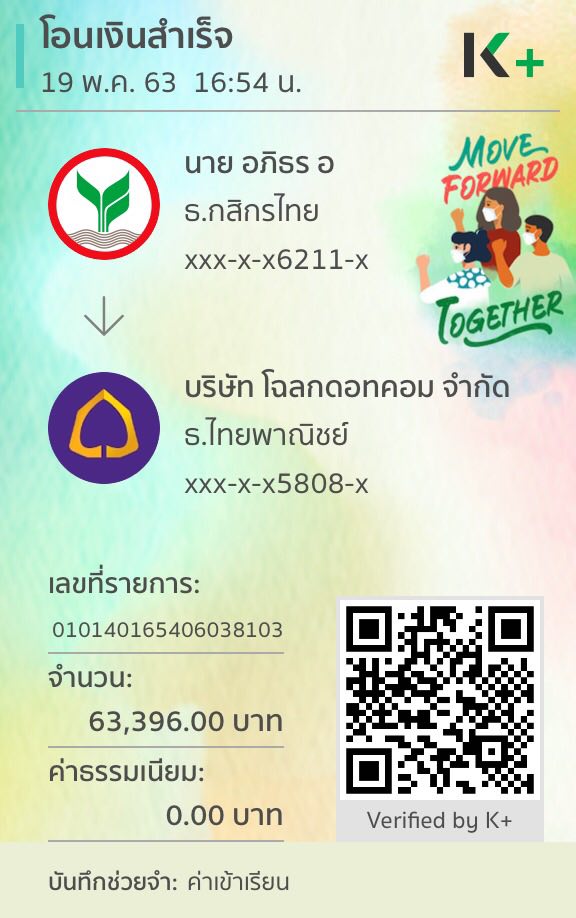 โอนเงินสำเร็จ
19 พ.ค. 63 16:54 น.
K+
นาย อภิธร อ
ธ.กสิกรไทย
xxx-x-x6211-x
MOVE
FORWARD
TOGETHER
บริษัท โฉลกดอทคอม จำกัด
ธ.ไทยพาณิชย์
xxx-x-x5808-x
เลขที่รายการ:
010140165406038103
จำนวน:
63,396.00 บาท
ค่าธรรมเนียม:
0.00 บาท
Verified by K+
บันทึกช่วยจำ: ค่าเข้าเรียน